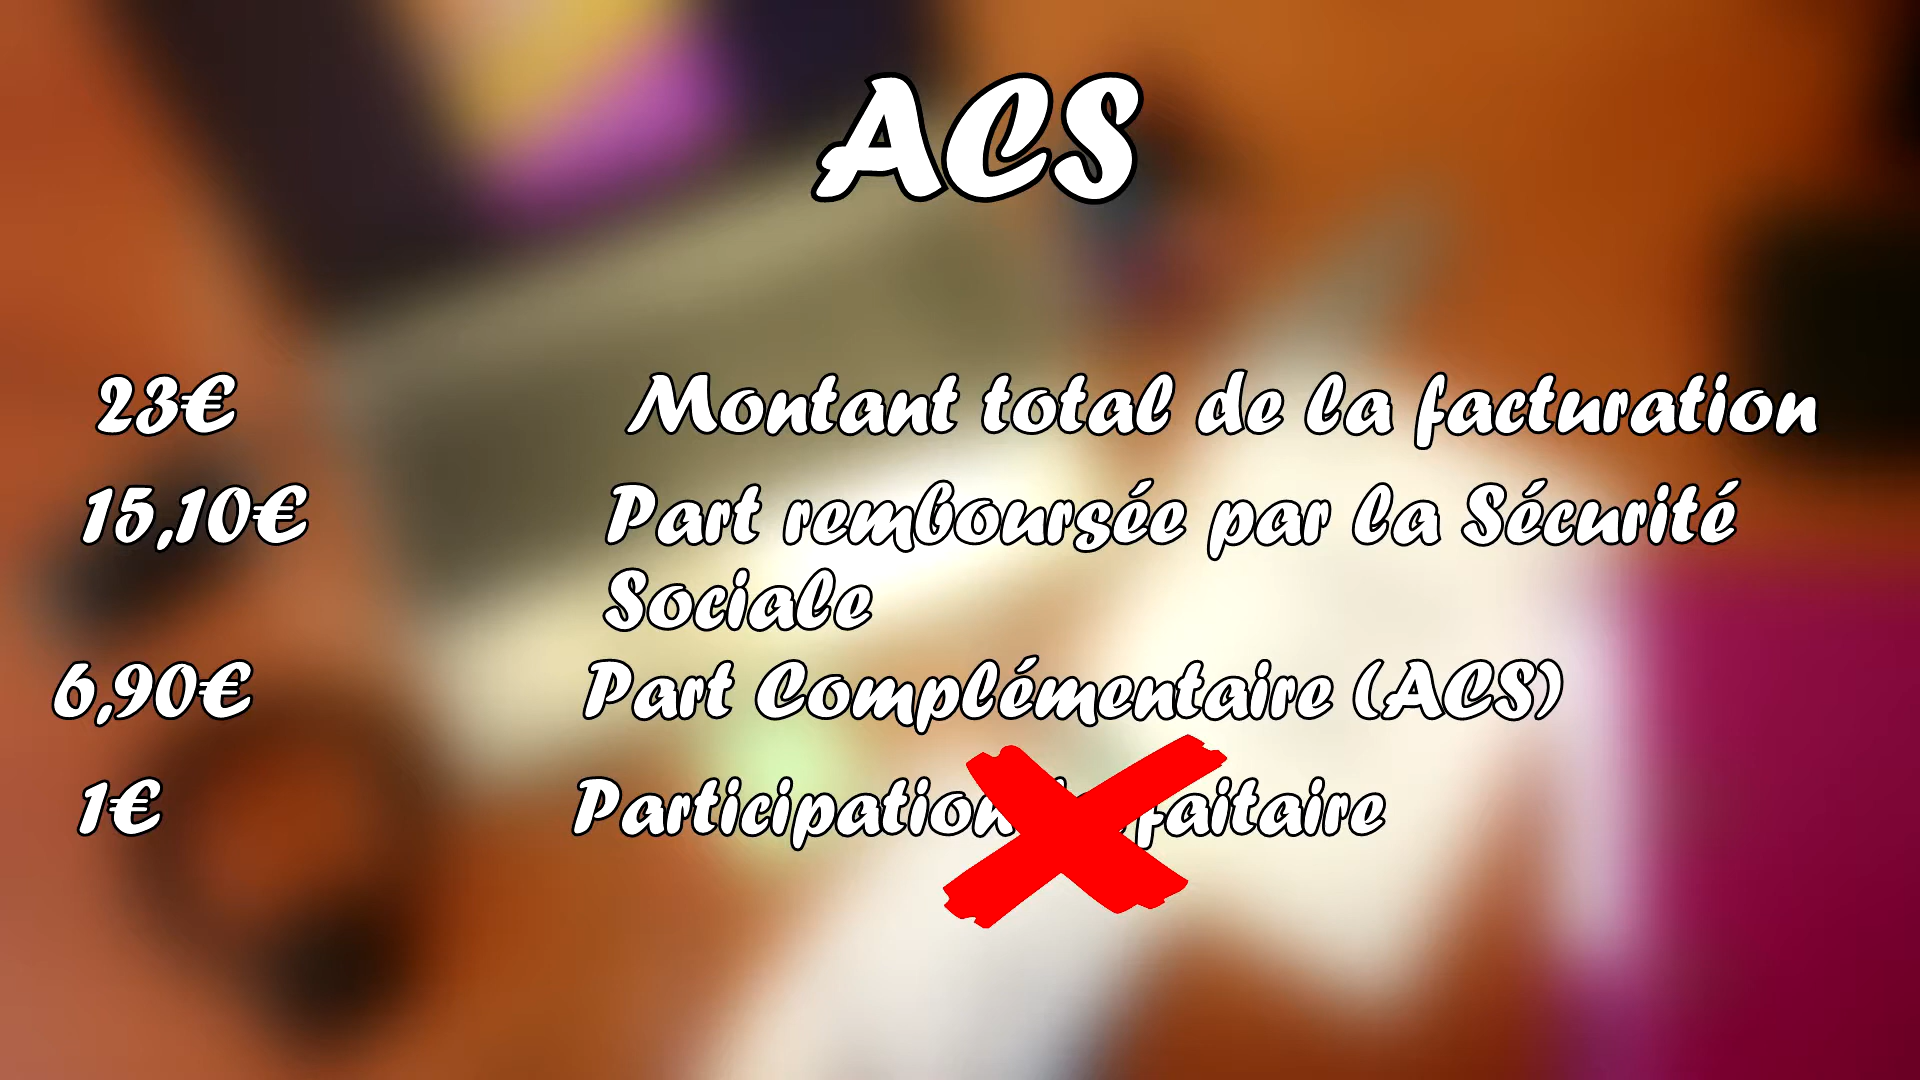 ACS
23€ Montant total de la facturation
15,10€ Part remboursée par la Sécurité
Sociale
6,90€ Part Complémentaire (ACS)
1€ Participation faitaire